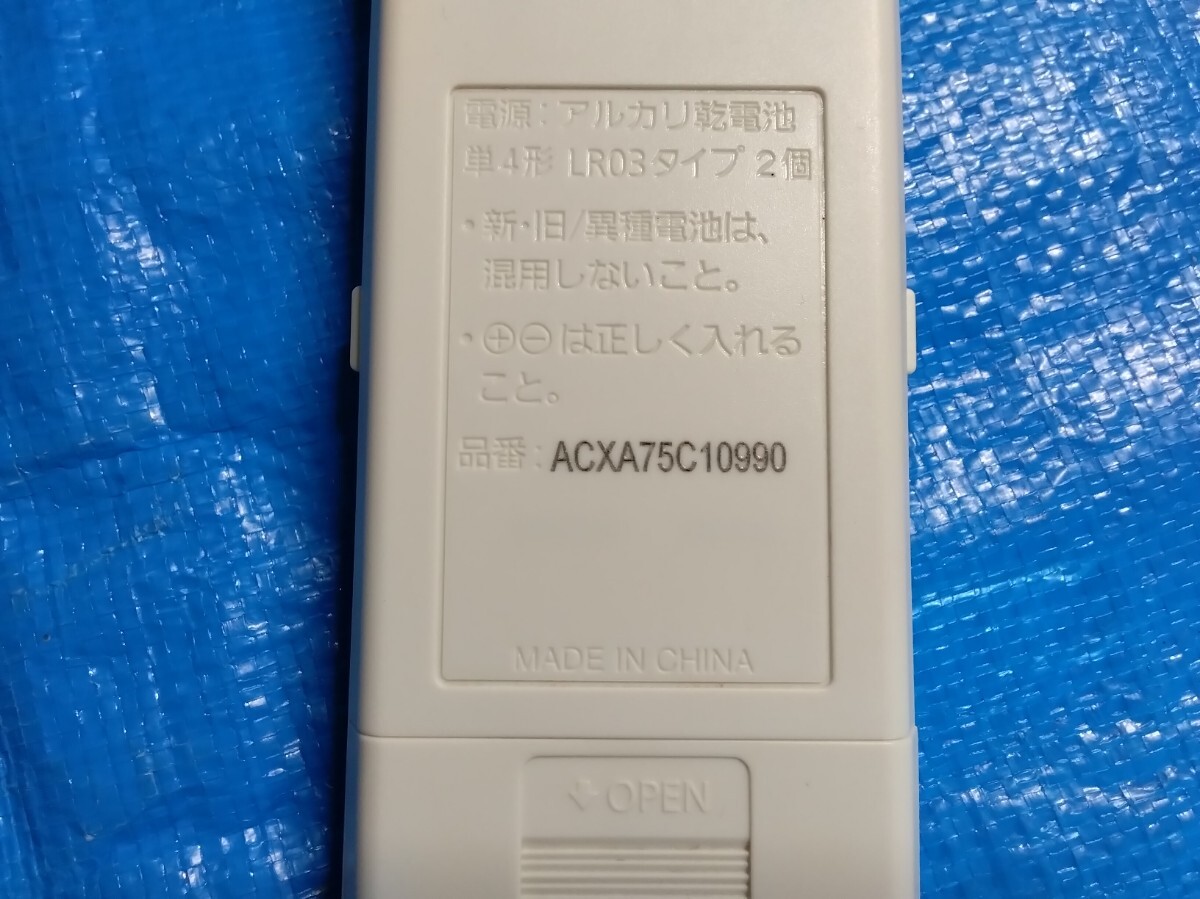 電源：アルカリ乾電池
単4形 LR03タイプ 2個
・新・旧/異種電池は、
混用しないこと。
・⊕⊖は正しく入れる
こと。
品番：ACXA75C10990
MADE IN CHINA
OPEN